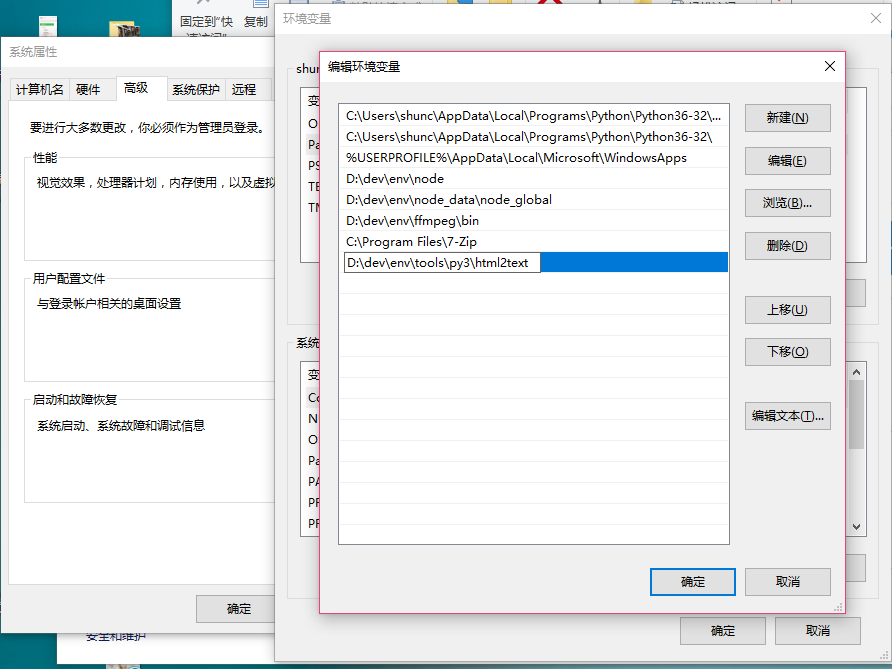 固定到"快 复制
环境变量
系统属性
计算机名 硬件 高级 系统保护 远程
要进行大多数更改，你必须作为管理员登录。
性能
视觉效果，处理器计划，内存使用，以及虚拟
用户配置文件
与登录帐户相关的桌面设置
启动和故障恢复
系统启动、系统故障和调试信息
确定
安全和维护
shun
变
Pa
PS
TE
TM
系统
变
Co
N
Pa
PA
编辑环境变量
C:\Users\shunc\AppData\Local\Programs\Python\Python36-32\...
C:\Users\shunc\AppData\Local\Programs\Python\Python36-32\
%USERPROFILE%\AppData\Local\Microsoft\WindowsApps
D:\dev\env\node
D:\dev\env\node_data\node_global
D:\dev\env\ffmpeg\bin
C:\Program Files\7-Zip
D:\dev\env\tools\py3\html2text
新建(N)
编辑(E)
浏览(B)...
删除(D)
上移(U)
下移(O)
编辑文本(T)...
确定 取消
确定 取消